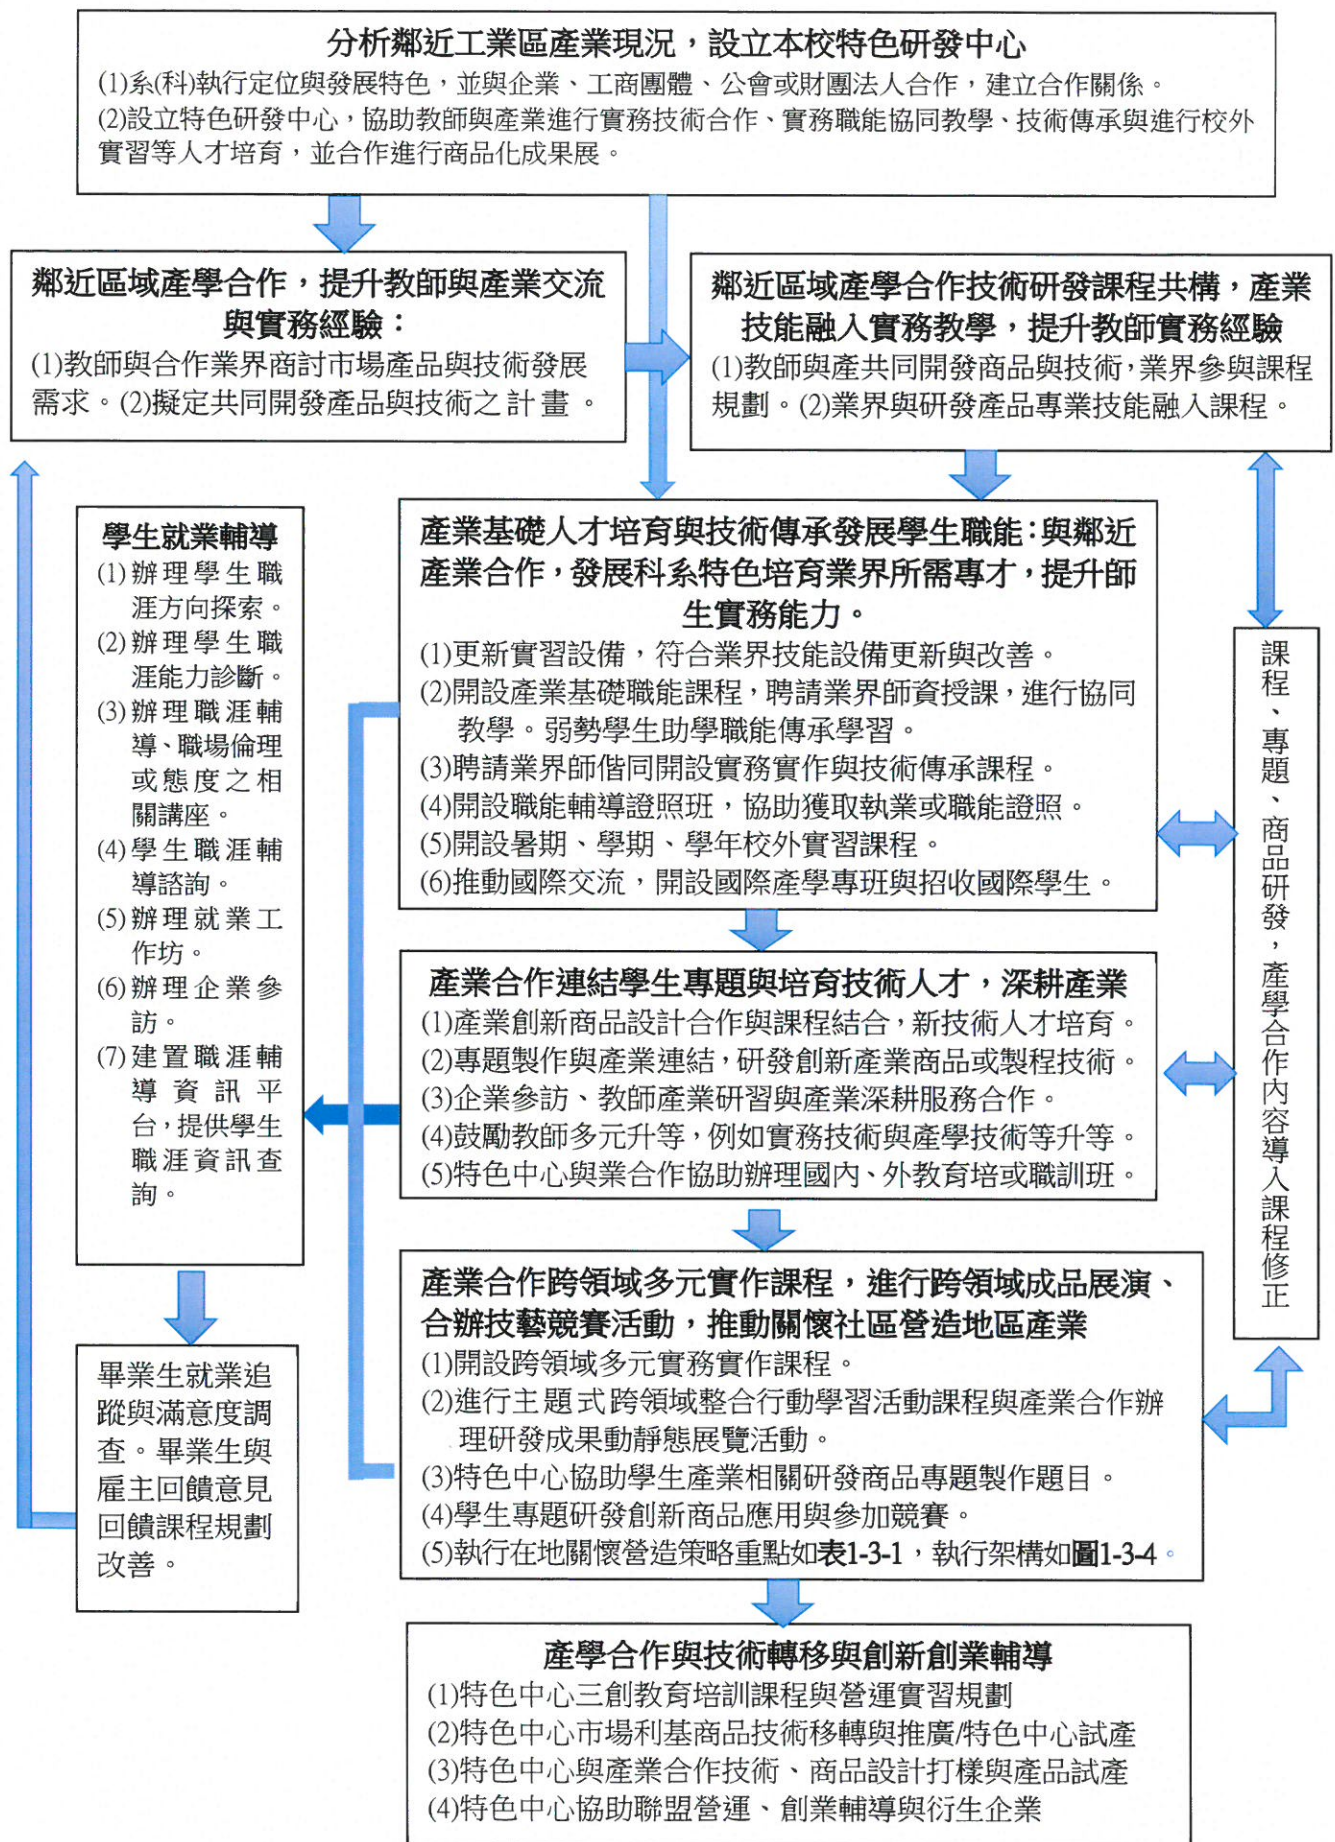 分析鄰近工業區產業現況，設立本校特色研發中心
(1)系(科)執行定位與發展特色，並與企業、工商團體、公會或財團法人合作，建立合作關係。
(2)設立特色研發中心，協助教師與產業進行實務技術合作、實務職能協同教學、技術傳承與進行校外
實習等人才培育，並合作進行商品化成果展。
鄰近區域產學合作，提升教師與產業交流
與實務經驗：
(1)教師與合作業界商討市場產品與技術發展
需求。(2)擬定共同開發產品與技術之計畫。
鄰近區域產學合作技術研發課程共構，產業
技能融入實務教學，提升教師實務經驗
(1)教師與產共同開發商品與技術，業界參與課程
規劃。(2)業界與研發產品專業技能融入課程。
學生就業輔導
(1)辦理學生職
涯方向探索。
(2)辦理學生職
涯能力診斷。
(3)辦理職涯輔
導、職場倫理
或態度之相
關講座。
(4)學生職涯輔
導諮詢。
(5)辦理就業工
作坊。
(6)辦理企業參
訪。
(7)建置職涯輔
導資訊平
台，提供學生
職涯資訊查
詢。
產業基礎人才培育與技術傳承發展學生職能：與鄰近
產業合作，發展科系特色培育業界所需專才，提升師
生實務能力。
(1)更新實習設備，符合業界技能設備更新與改善。
(2)開設產業基礎職能課程，聘請業界師資授課，進行協同
教學。弱勢學生助學職能傳承學習。
(3)聘請業界師偕同開設實務實作與技術傳承課程。
(4)開設職能輔導證照班，協助獲取執業或職能證照。
(5)開設暑期、學期、學年校外實習課程。
(6)推動國際交流，開設國際產學專班與招收國際學生。
課程、專題、商品研發，產學合作內容導入課程修正
產業合作連結學生專題與培育技術人才，深耕產業
(1)產業創新商品設計合作與課程結合，新技術人才培育。
(2)專題製作與產業連結，研發創新產業商品或製程技術。
(3)企業參訪、教師產業研習與產業深耕服務合作。
(4)鼓勵教師多元升等，例如實務技術與產學技術等升等。
(5)特色中心與業合作協助辦理國內、外教育培或職訓班。
產業合作跨領域多元實作課程，進行跨領域成品展演、
合辦技藝競賽活動，推動關懷社區營造地區產業
(1)開設跨領域多元實務實作課程。
(2)進行主題式跨領域整合行動學習活動課程與產業合作辦
理研發成果動靜態展覽活動。
(3)特色中心協助學生產業相關研發商品專題製作題目。
(4)學生專題研發創新商品應用與參加競賽。
(5)執行在地關懷營造策略重點如表1-3-1，執行架構如圖1-3-4。
畢業生就業追
蹤與滿意度調
查。畢業生與
雇主回饋意見
回饋課程規劃
改善。
產學合作與技術轉移與創新創業輔導
(1)特色中心三創教育培訓課程與營運實習規劃
(2)特色中心市場利基商品技術移轉與推廣/特色中心試產
(3)特色中心與產業合作技術、商品設計打樣與產品試產
(4)特色中心協助聯盟營運、創業輔導與衍生企業